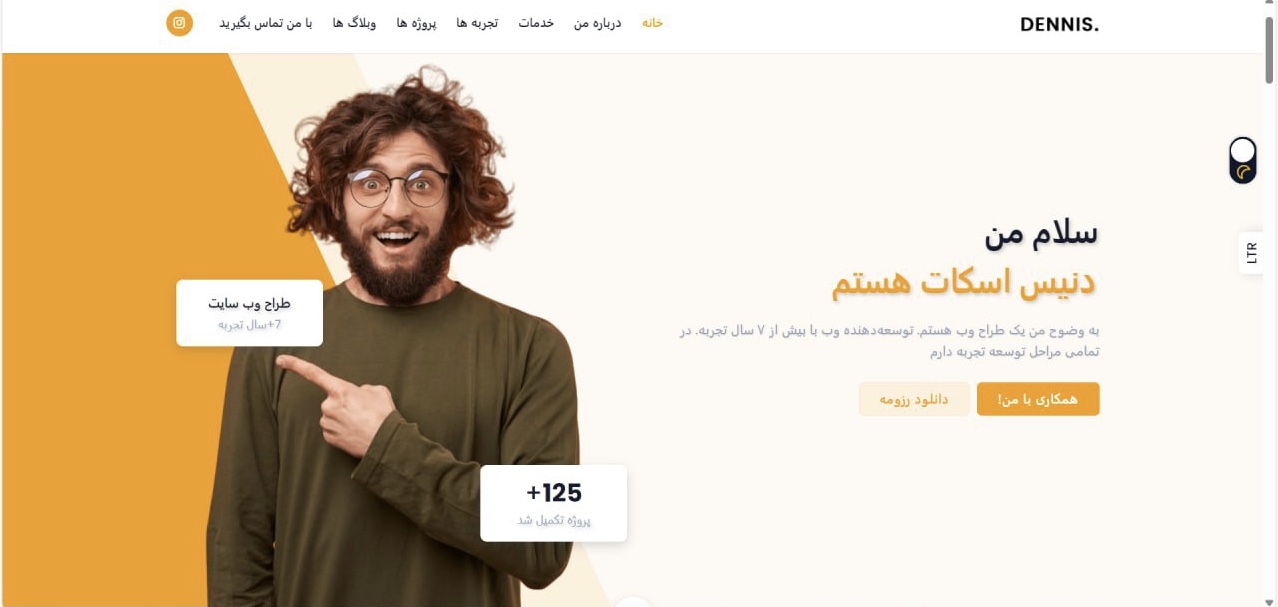 DENNIS.
خانه
درباره من
خدمات
تجربه ها
پروژه ها
وبلاگ ها
با من تماس بگیرید
LTR
سلام من
دنیس اسکات هستم
به وضوح من یک طراح وب هستم. توسعه‌دهنده وب با بیش از ۷ سال تجربه. در
تمامی مراحل توسعه تجربه دارم
همکاری با من!
دانلود رزومه
طراح وب سایت
7+سال تجربه
125+
پروژه تکمیل شد